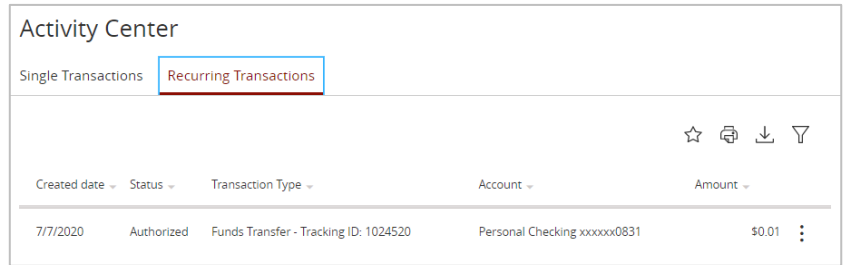 Activity Center
Single Transactions Recurring Transactions
Created date Status Transaction Type Account Amount
7/7/2020 Authorized Funds Transfer - Tracking ID: 1024520 Personal Checking xxxxxx0831 $0.01